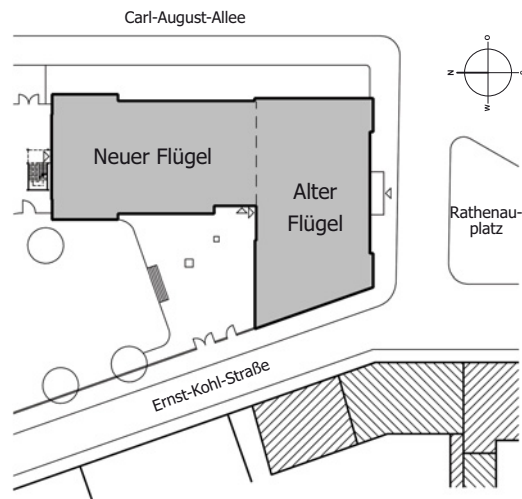 Carl-August-Allee
N
O
S
W
Neuer Flügel
Alter
Flügel
Rathenau-
platz
Ernst-Kohl-Straße